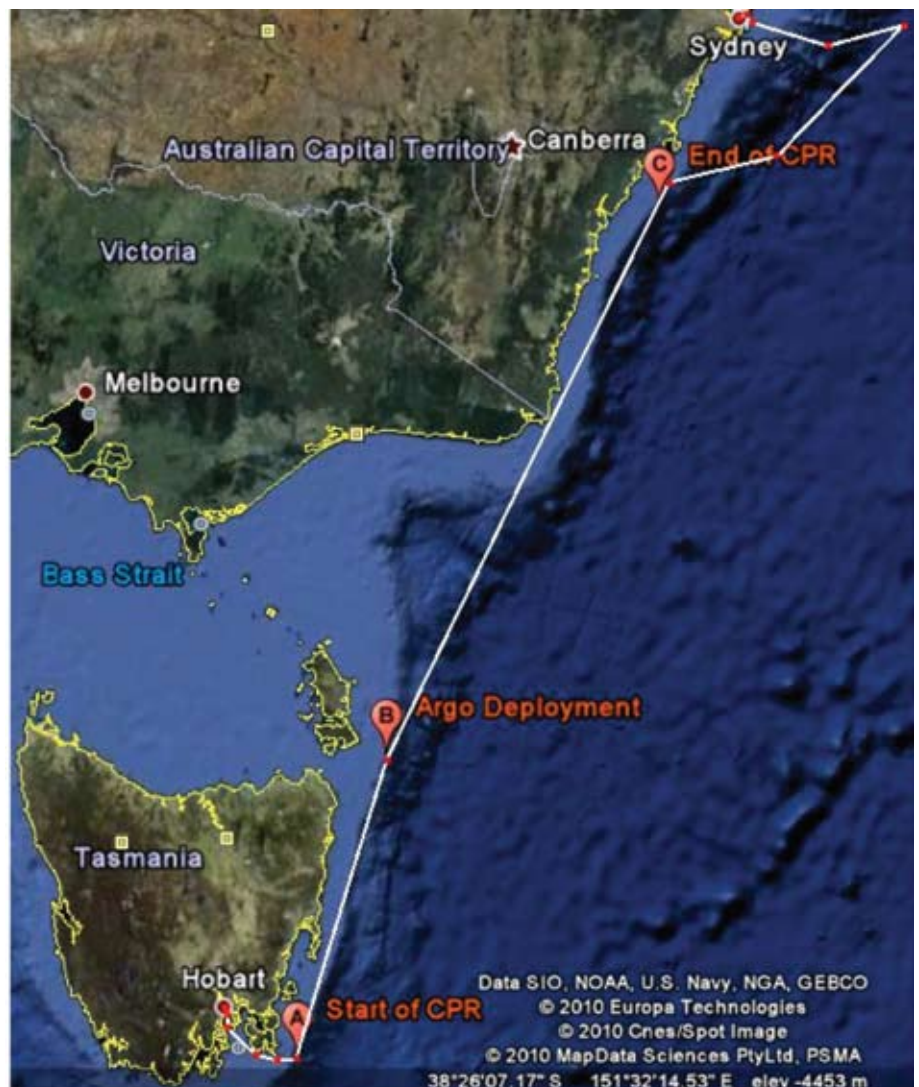 Sydney
Australian Capital Territory
Canberra
C
End of CPR
Victoria
Melbourne
Bass Strait
B
Argo Deployment
Tasmania
Hobart
A
Start of CPR
Data SIO, NOAA, U.S. Navy, NGA, GEBCO
© 2010 Europa Technologies
© 2010 Cnes/Spot Image
© 2010 MapData Sciences PtyLtd, PSMA
38°26'07.17" S 151°32'14.53" E elev -4453 m